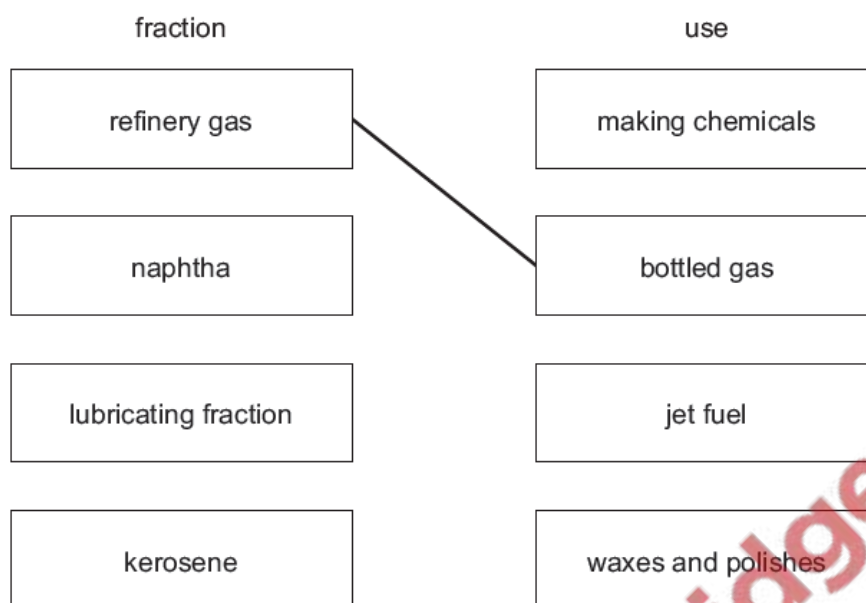 fraction use
refinery gas making chemicals
naphtha bottled gas
lubricating fraction jet fuel
kerosene waxes and polishes